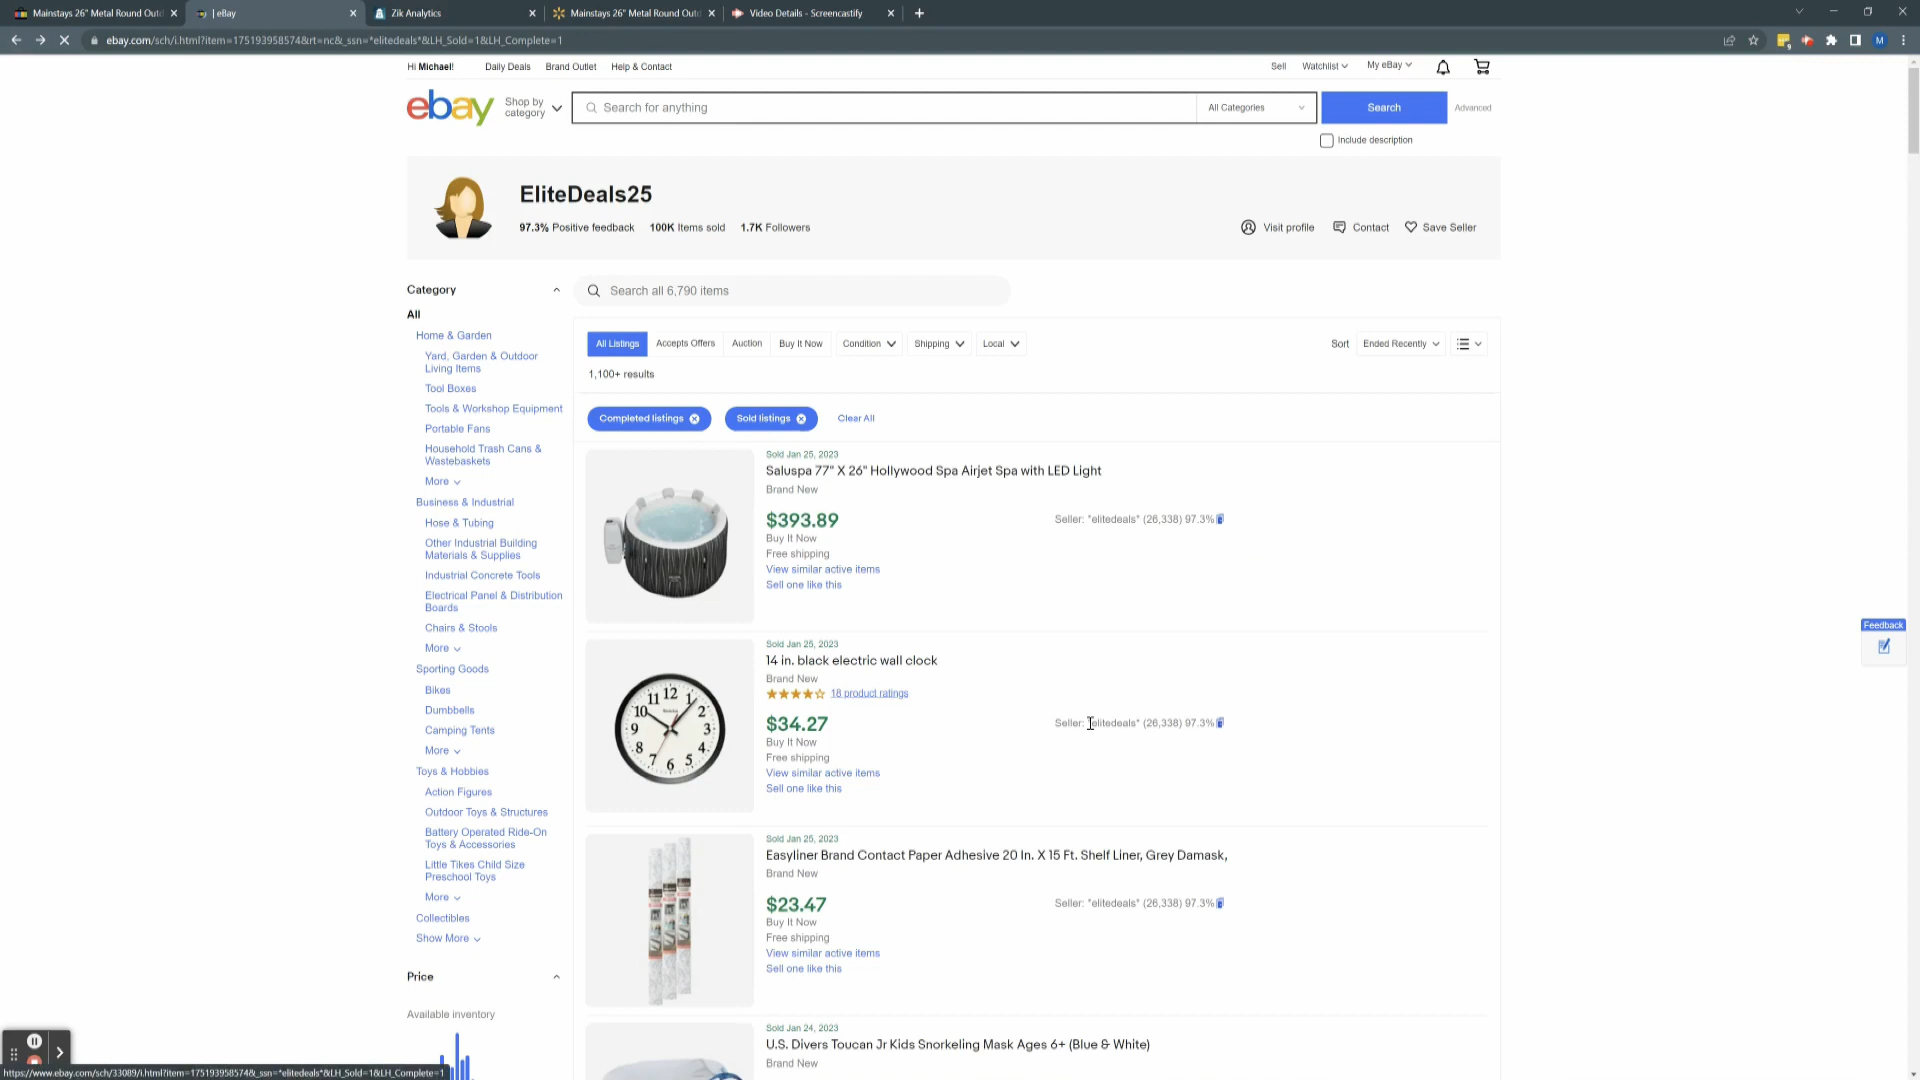 Mainstays 26" Metal Round Outd
| eBay
Zik Analytics
Mainstays 26" Metal Round Outd
Video Details - Screencastify
ebay.com/sch/i.html?item=175193958574&rt=nc&_ssn=*elitedeals*&LH_Sold=1&LH_Complete=1
M
Hi Michael!
Daily Deals
Brand Outlet
Help & Contact
Sell
Watchlist
My eBay
ebay
Shop by category
Search for anything
All Categories
Search
Advanced
Include description
EliteDeals25
97.3% Positive feedback
100K Items sold
1.7K Followers
Visit profile
Contact
Save Seller
Category
Search all 6,790 items
All
Home & Garden
Yard, Garden & Outdoor
Living Items
Tool Boxes
Tools & Workshop Equipment
Portable Fans
Household Trash Cans &
Wastebaskets
More
Business & Industrial
Hose & Tubing
Other Industrial Building
Materials & Supplies
Industrial Concrete Tools
Electrical Panel & Distribution
Boards
Chairs & Stools
More
Sporting Goods
Bikes
Dumbbells
Camping Tents
More
Toys & Hobbies
Action Figures
Outdoor Toys & Structures
Battery Operated Ride-On
Toys & Accessories
Little Tikes Child Size
Preschool Toys
More
Collectibles
Show More
Price
Available inventory
All Listings
Accepts Offers
Auction
Buy It Now
Condition
Shipping
Local
Sort
Ended Recently
1,100+ results
Completed listings
Sold listings
Clear All
Sold Jan 25, 2023
Saluspa 77" X 26" Hollywood Spa Airjet Spa with LED Light
Brand New
$393.89
Seller: *elitedeals* (26,338) 97.3%
Buy It Now
Free shipping
View similar active items
Sell one like this
Sold Jan 25, 2023
14 in. black electric wall clock
Brand New
18 product ratings
$34.27
Seller: *elitedeals* (26,338) 97.3%
Buy It Now
Free shipping
View similar active items
Sell one like this
12 1 2 3 4 5 6 7 8 9 10 11
Sold Jan 25, 2023
Easyliner Brand Contact Paper Adhesive 20 In. X 15 Ft. Shelf Liner, Grey Damask,
Brand New
$23.47
Seller: *elitedeals* (26,338) 97.3%
Buy It Now
Free shipping
View similar active items
Sell one like this
Sold Jan 24, 2023
U.S. Divers Toucan Jr Kids Snorkeling Mask Ages 6+ (Blue & White)
Brand New
Feedback
https://www.ebay.com/sch/33089/i.html?item=175193958574&_ssn=*elitedeals*&LH_Sold=1&LH_Complete=1